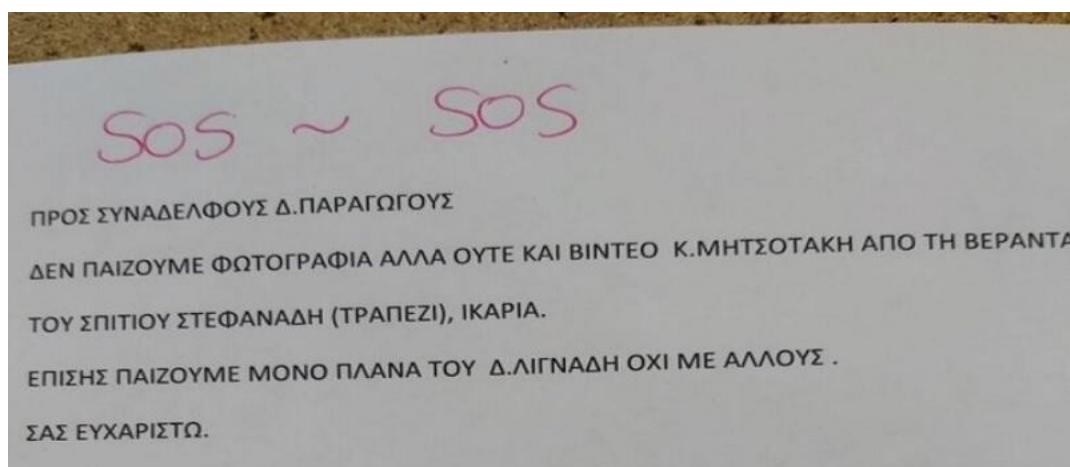 SOS ~ SOS
ΠΡΟΣ ΣΥΝΑΔΕΛΦΟΥΣ Δ.ΠΑΡΑΓΩΓΟΥΣ
ΔΕΝ ΠΑΙΖΟΥΜΕ ΦΩΤΟΓΡΑΦΙΑ ΑΛΛΑ ΟΥΤΕ ΚΑΙ ΒΙΝΤΕΟ Κ.ΜΗΤΣΟΤΑΚΗ ΑΠΟ ΤΗ ΒΕΡΑΝΤΑ
ΤΟΥ ΣΠΙΤΙΟΥ ΣΤΕΦΑΝΑΔΗ (ΤΡΑΠΕΖΙ), ΙΚΑΡΙΑ.
ΕΠΙΣΗΣ ΠΑΙΖΟΥΜΕ ΜΟΝΟ ΠΛΑΝΑ ΤΟΥ Δ.ΛΙΓΝΑΔΗ ΟΧΙ ΜΕ ΑΛΛΟΥΣ .
ΣΑΣ ΕΥΧΑΡΙΣΤΩ.